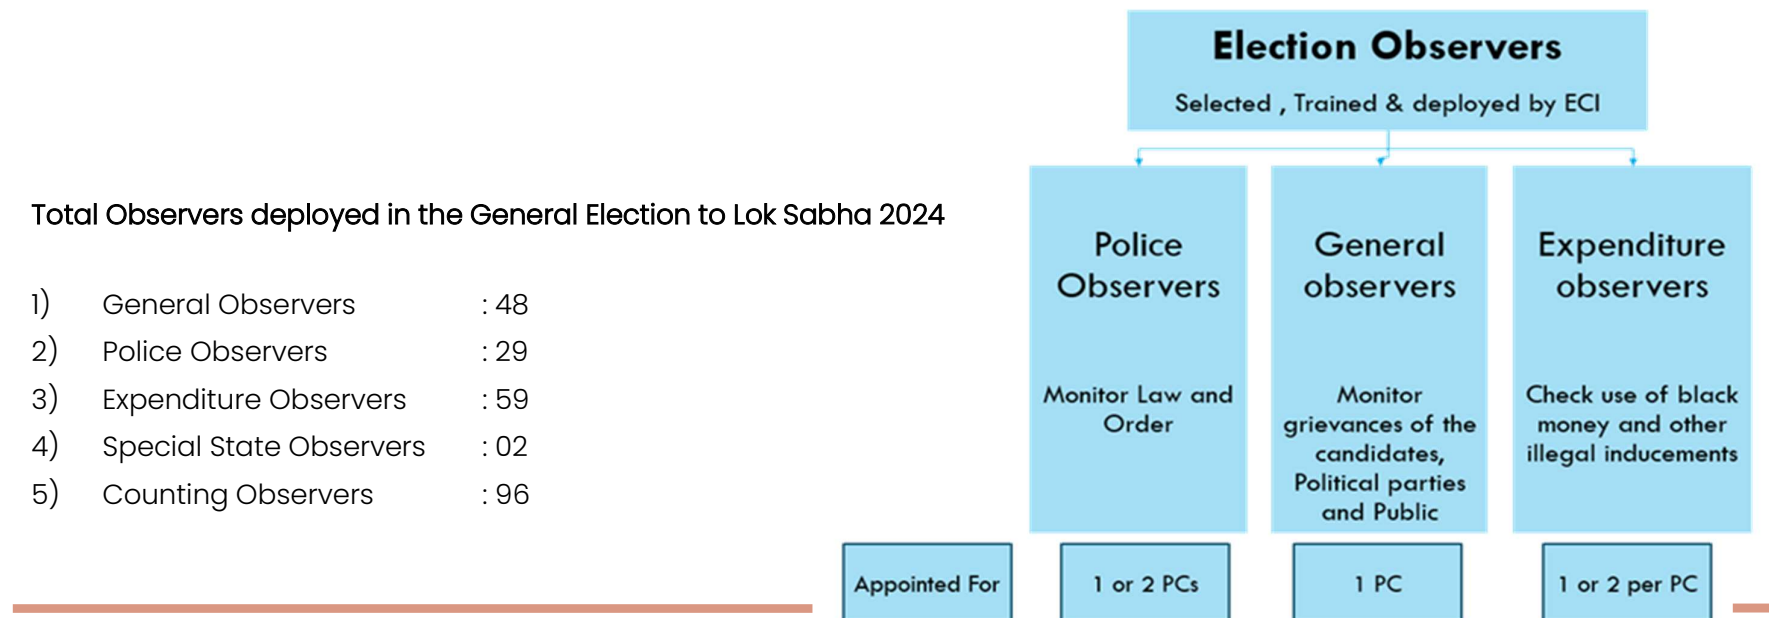 Total Observers deployed in the General Election to Lok Sabha 2024
1) General Observers : 48
2) Police Observers : 29
3) Expenditure Observers : 59
4) Special State Observers : 02
5) Counting Observers : 96
Election Observers
Selected , Trained & deployed by ECI
Police
Observers
Monitor Law and
Order
General
observers
Monitor
grievances of the
candidates,
Political parties
and Public
Expenditure
observers
Check use of black
money and other
illegal inducements
Appointed For
1 or 2 PCs
1 PC
1 or 2 per PC